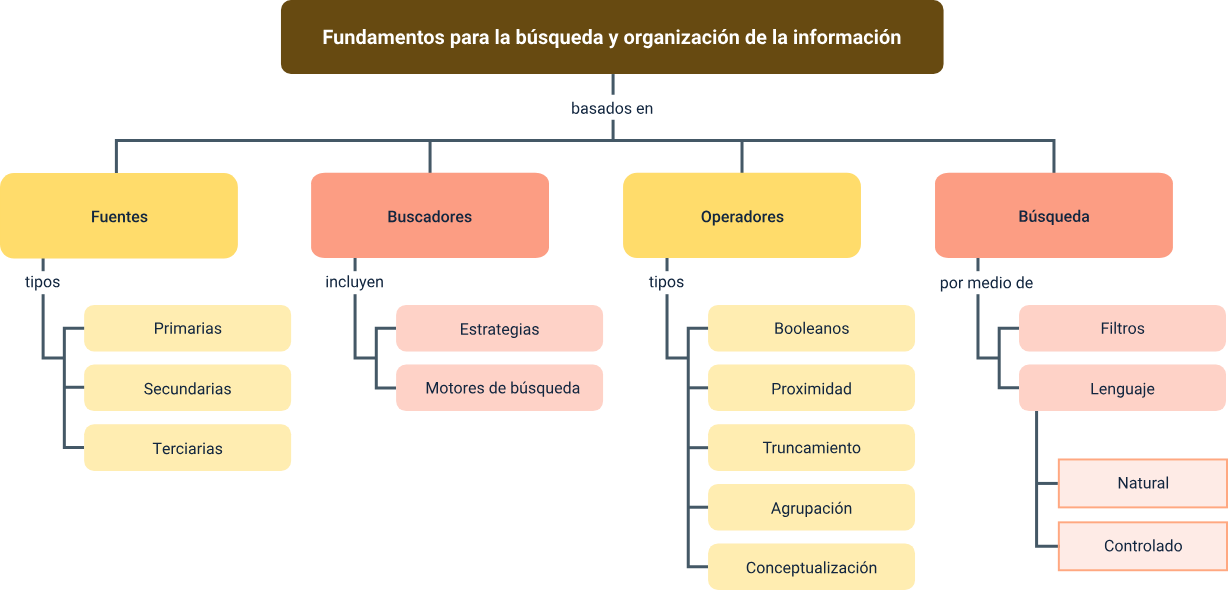 Fundamentos para la búsqueda y organización de la información
basados en
Fuentes
tipos
Primarias
Secundarias
Terciarias
Buscadores
incluyen
Estrategias
Motores de búsqueda
Operadores
tipos
Booleanos
Proximidad
Truncamiento
Agrupación
Conceptualización
Búsqueda
por medio de
Filtros
Lenguaje
Natural
Controlado